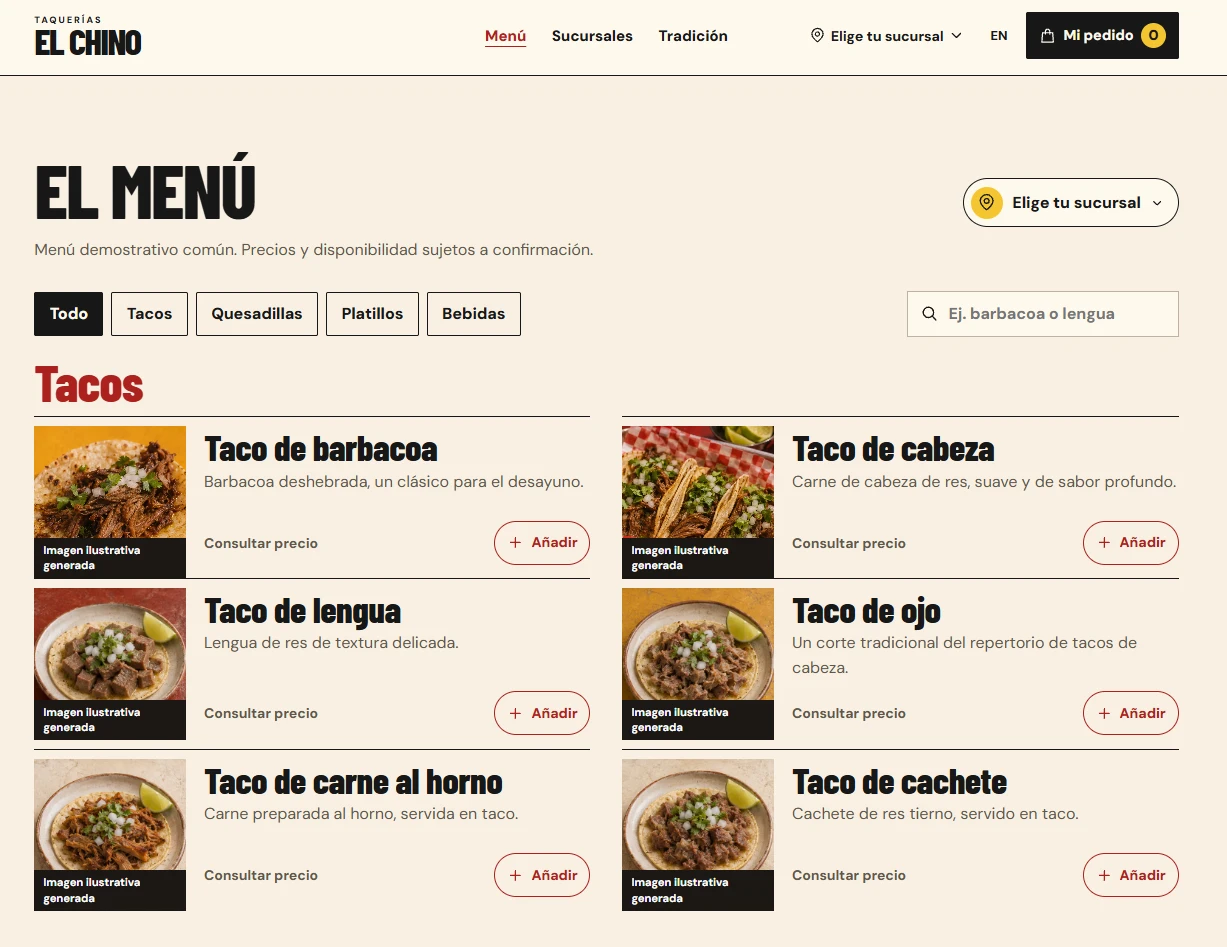 TAQUERÍAS
EL CHINO
Menú
Sucursales
Tradición
Elige tu sucursal
EN
Mi pedido 0
EL MENÚ
Elige tu sucursal
Menú demostrativo común. Precios y disponibilidad sujetos a confirmación.
Todo
Tacos
Quesadillas
Platillos
Bebidas
Ej. barbacoa o lengua
Tacos
Taco de barbacoa
Barbacoa deshebrada, un clásico para el desayuno.
Imagen ilustrativa
generada
Consultar precio
+ Añadir
Taco de cabeza
Carne de cabeza de res, suave y de sabor profundo.
Imagen ilustrativa
generada
Consultar precio
+ Añadir
Taco de lengua
Lengua de res de textura delicada.
Imagen ilustrativa
generada
Consultar precio
+ Añadir
Taco de ojo
Un corte tradicional del repertorio de tacos de
cabeza.
Imagen ilustrativa
generada
Consultar precio
+ Añadir
Taco de carne al horno
Carne preparada al horno, servida en taco.
Imagen ilustrativa
generada
Consultar precio
+ Añadir
Taco de cachete
Cachete de res tierno, servido en taco.
Imagen ilustrativa
generada
Consultar precio
+ Añadir